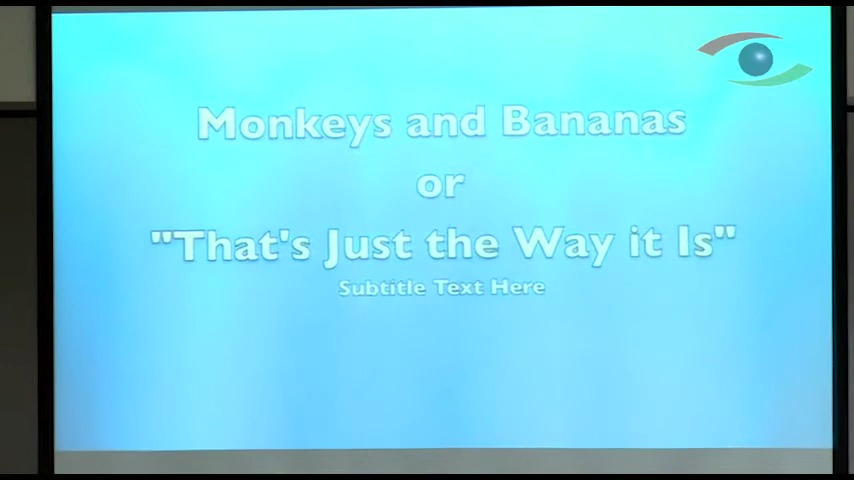 Monkeys and Bananas
or
"That's Just the Way it Is"
Subtitle Text Here